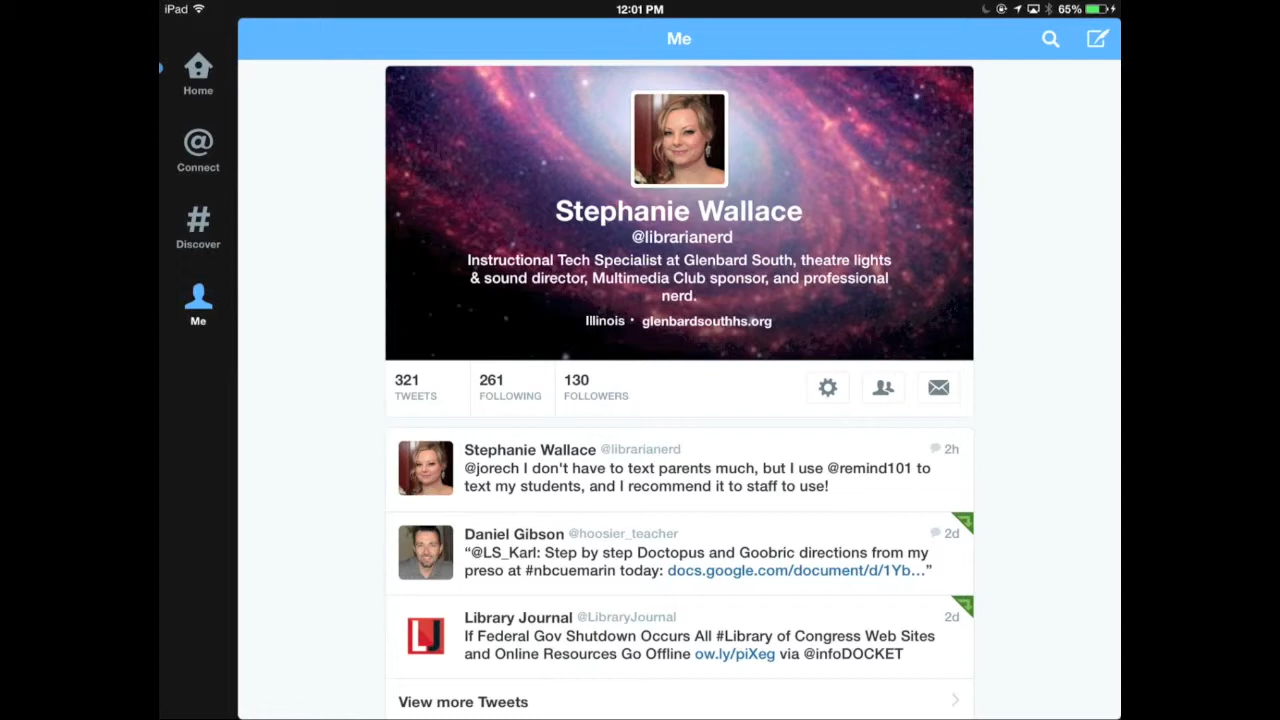 iPad
12:01 PM
65%
Me
Home
@
Connect
#
Discover
Me
Stephanie Wallace
@librarianerd
Instructional Tech Specialist at Glenbard South, theatre lights
& sound director, Multimedia Club sponsor, and professional
nerd.
Illinois · glenbardsouthhs.org
321
TWEETS
261
FOLLOWING
130
FOLLOWERS
Stephanie Wallace @librarianerd 2h
@jorech I don't have to text parents much, but I use @remind101 to
text my students, and I recommend it to staff to use!
Daniel Gibson @hoosier_teacher 2d
“@LS_Karl: Step by step Doctopus and Goobric directions from my
preso at #nbcuemarin today: docs.google.com/document/d/1Yb…”
LJ
Library Journal @LibraryJournal 2d
If Federal Gov Shutdown Occurs All #Library of Congress Web Sites
and Online Resources Go Offline ow.ly/piXeg via @infoDOCKET
View more Tweets